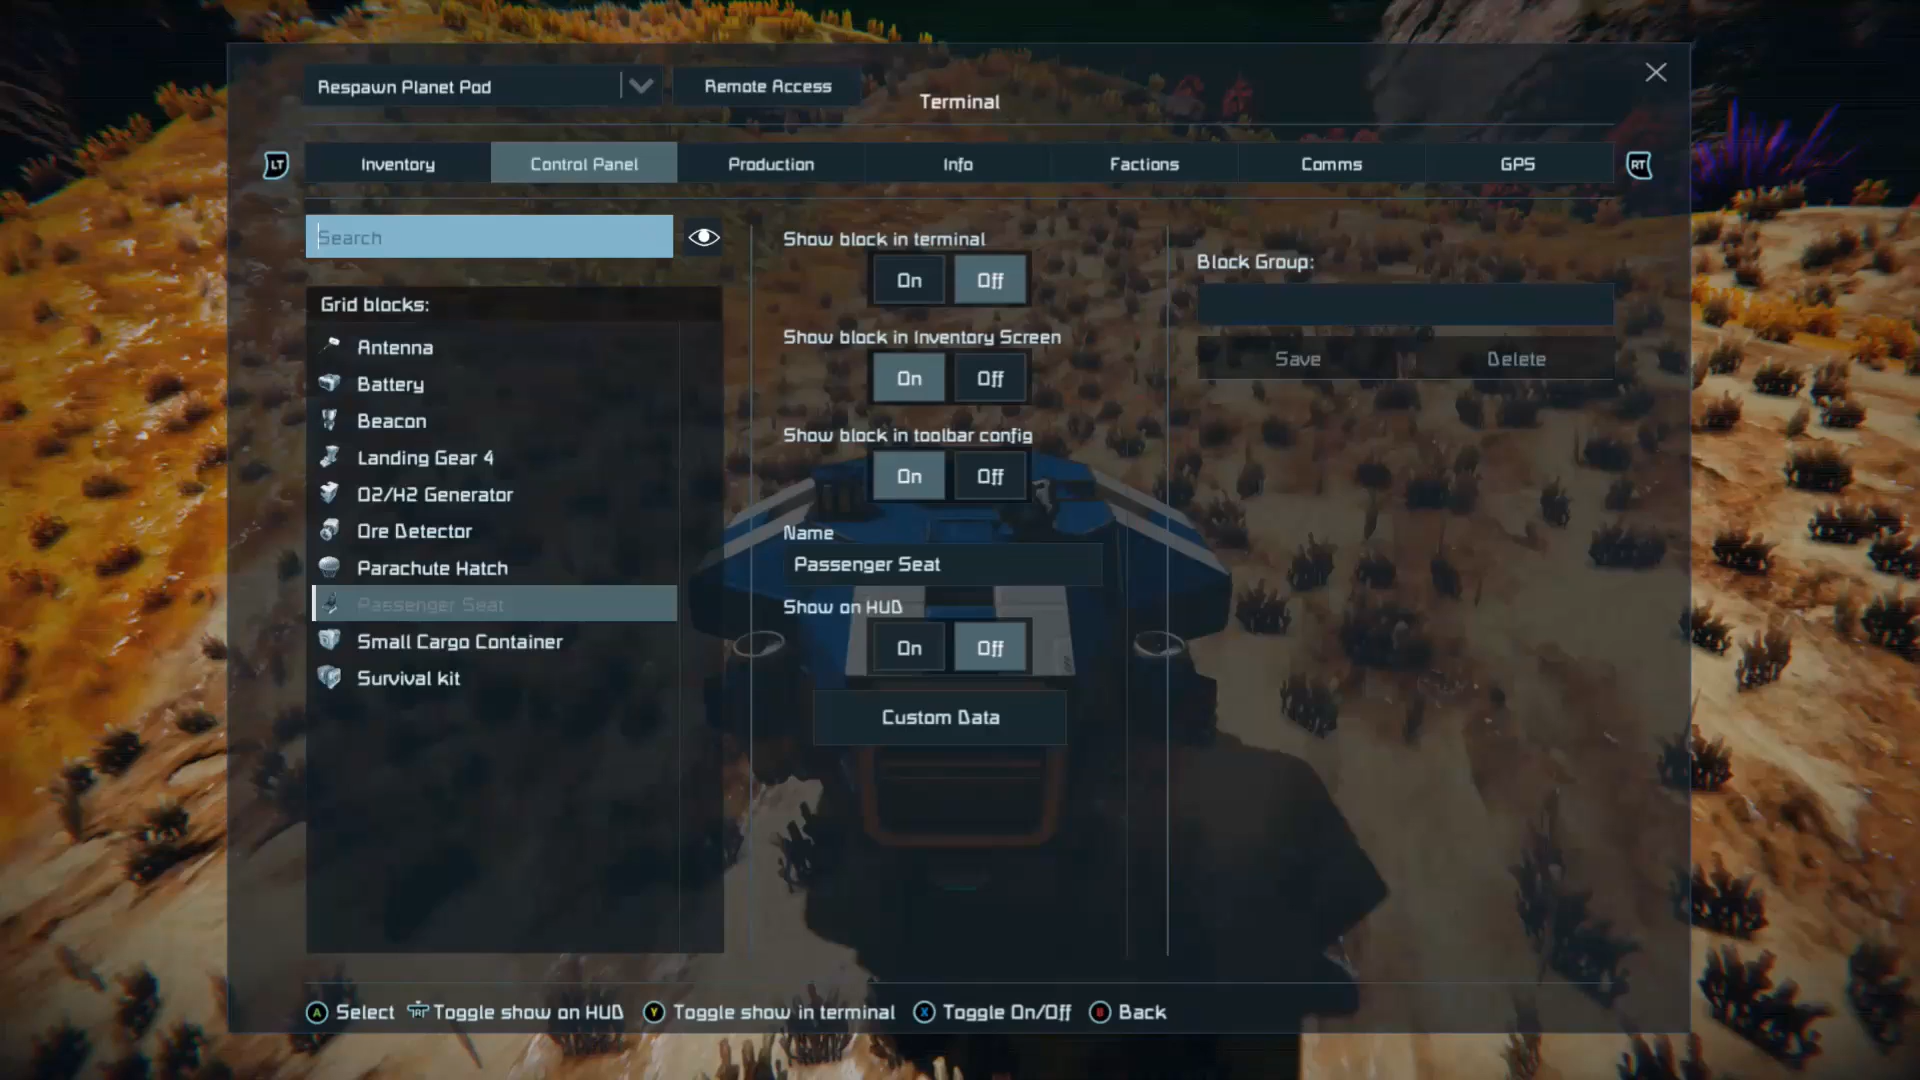 Respawn Planet Pod
Remote Access
Terminal
LT
Inventory
Control Panel
Production
Info
Factions
Comms
GPS
RT
Search
Grid blocks:
Antenna
Battery
Beacon
Landing Gear 4
O2/H2 Generator
Ore Detector
Parachute Hatch
Passenger Seat
Small Cargo Container
Survival kit
Show block in terminal
On Off
Show block in Inventory Screen
On Off
Show block in toolbar config
On Off
Name
Passenger Seat
Show on HUD
On Off
Custom Data
Block Group:
Save Delete
A Select Toggle show on HUD Y Toggle show in terminal X Toggle On/Off B Back